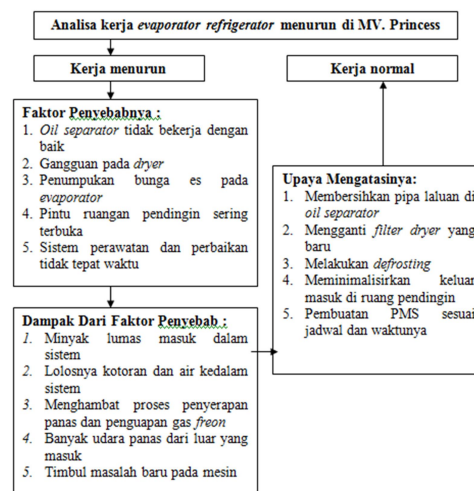 Analisa kerja evaporator refrigerator menurun di MV. Princess
Kerja menurun
Kerja normal
Faktor Penyebabnya :
1. Oil separator tidak bekerja dengan
baik
2. Gangguan pada dryer
3. Penumpukan bunga es pada
evaporator
4. Pintu ruangan pendingin sering
terbuka
5. Sistem perawatan dan perbaikan
tidak tepat waktu
Dampak Dari Faktor Penyebab :
1. Minyak lumas masuk dalam
sistem
2. Lolosnya kotoran dan air kedalam
sistem
3. Menghambat proses penyerapan
panas dan penguapan gas freon
4. Banyak udara panas dari luar yang
masuk
5. Timbul masalah baru pada mesin
Upaya Mengatasinya:
1. Membersihkan pipa laluan di
oil separator
2. Mengganti filter dryer yang
baru
3. Melakukan defrosting
4. Meminimalisirkan keluar
masuk di ruang pendingin
5. Pembuatan PMS sesuai
jadwal dan waktunya